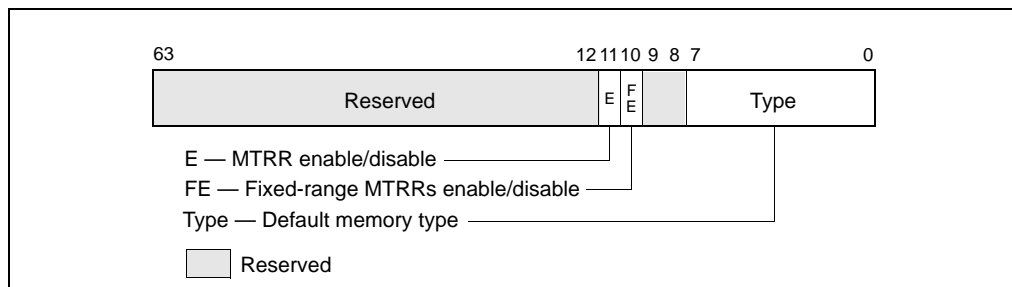 63 12 11 10 9 8 7 0
Reserved E FE Type
E — MTRR enable/disable
FE — Fixed-range MTRRs enable/disable
Type — Default memory type
Reserved